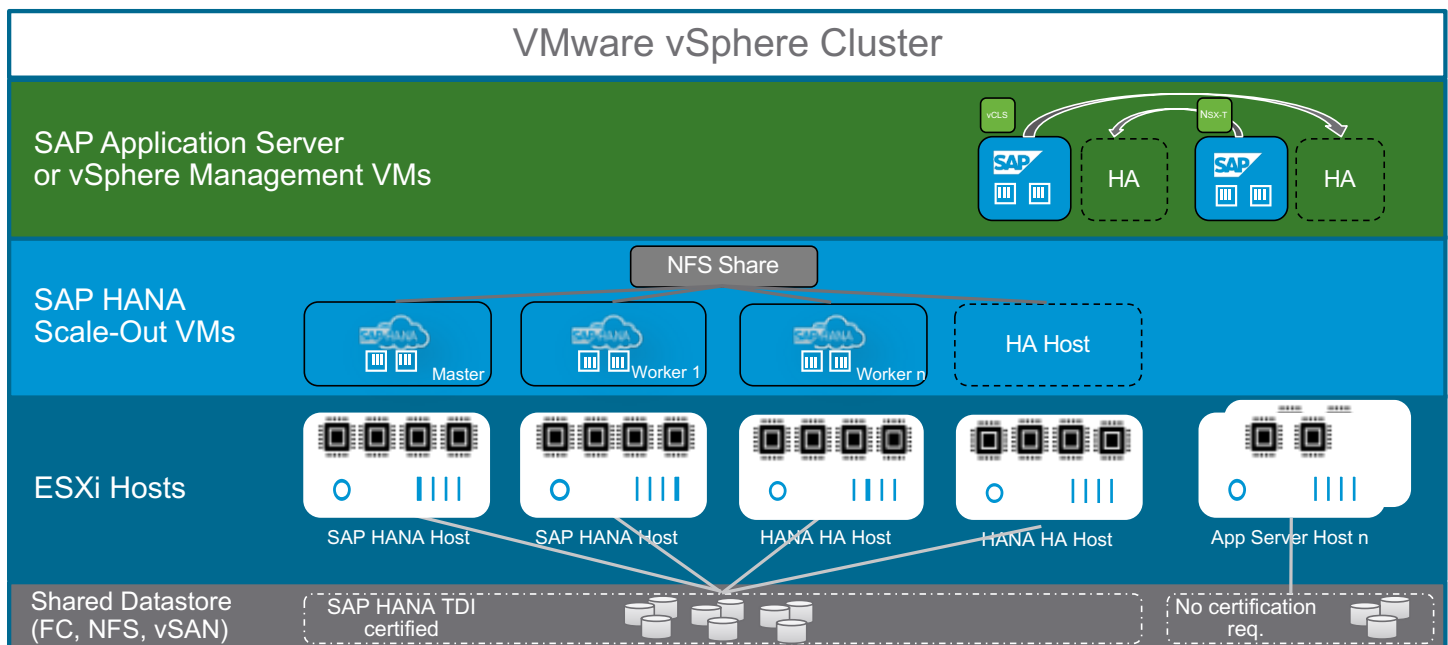 VMware vSphere Cluster
SAP Application Server
or vSphere Management VMs
vCLS
NSX-T
SAP
HA
SAP
HA
SAP HANA
Scale-Out VMs
NFS Share
SAP HANA
Master
SAP HANA
Worker 1
SAP HANA
Worker n
HA Host
ESXi Hosts
SAP HANA Host
SAP HANA Host
HANA HA Host
HANA HA Host
App Server Host n
Shared Datastore
(FC, NFS, vSAN)
SAP HANA TDI
certified
No certification
req.